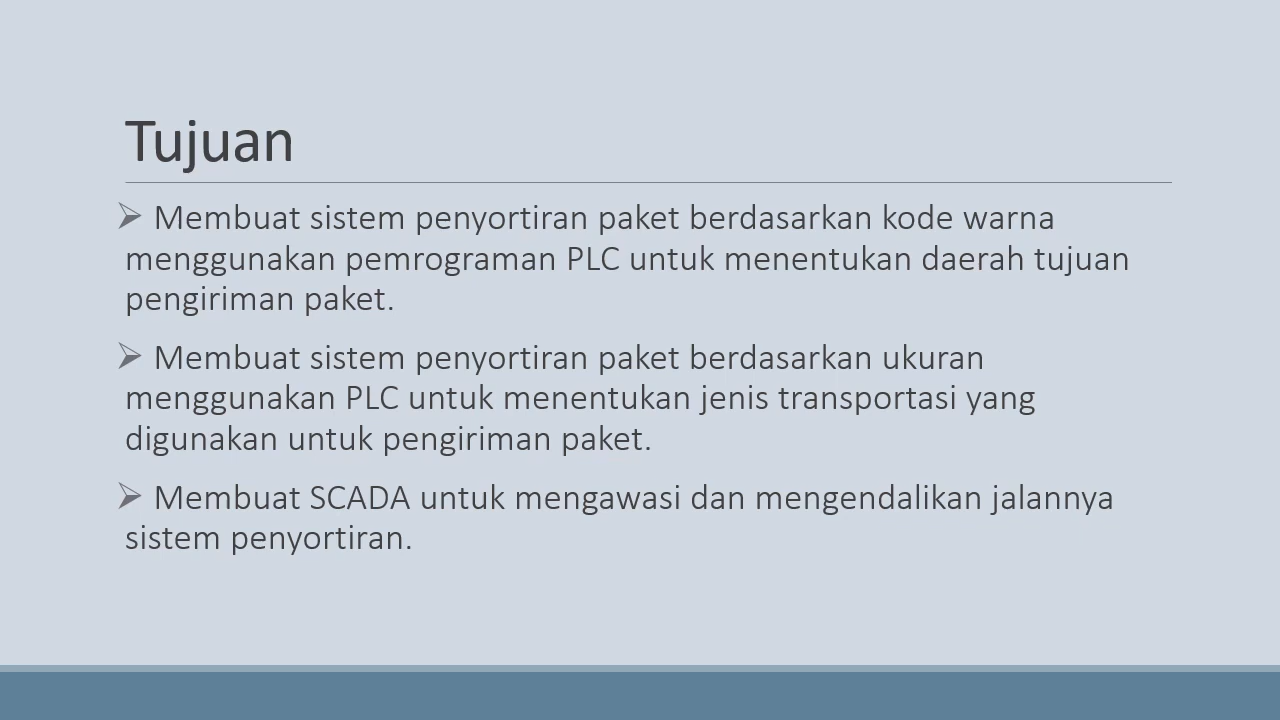 Tujuan
➢ Membuat sistem penyortiran paket berdasarkan kode warna
menggunakan pemrograman PLC untuk menentukan daerah tujuan
pengiriman paket.
➢ Membuat sistem penyortiran paket berdasarkan ukuran
menggunakan PLC untuk menentukan jenis transportasi yang
digunakan untuk pengiriman paket.
➢ Membuat SCADA untuk mengawasi dan mengendalikan jalannya
sistem penyortiran.